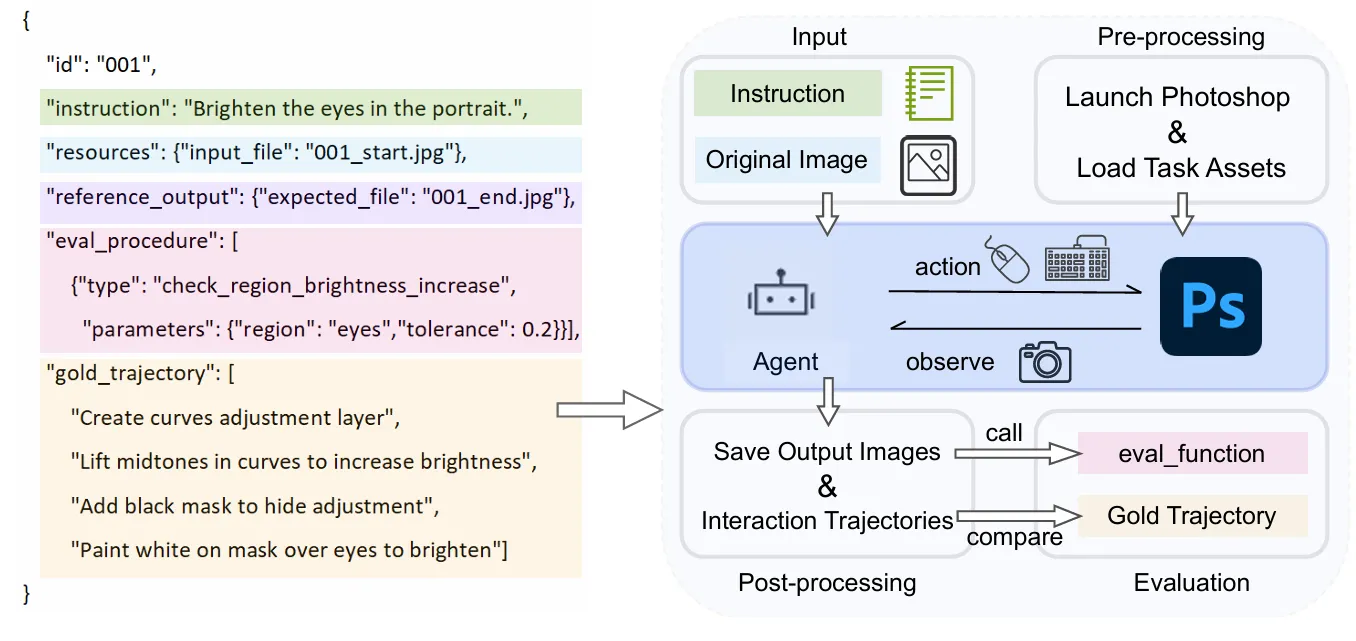 {
"id": "001",
"instruction": "Brighten the eyes in the portrait.",
"resources": {"input_file": "001_start.jpg"},
"reference_output": {"expected_file": "001_end.jpg"},
"eval_procedure": [
{"type": "check_region_brightness_increase",
"parameters": {"region": "eyes","tolerance": 0.2}}],
"gold_trajectory": [
"Create curves adjustment layer",
"Lift midtones in curves to increase brightness",
"Add black mask to hide adjustment",
"Paint white on mask over eyes to brighten"]
}
Input
Instruction
Original Image
Pre-processing
Launch Photoshop
&
Load Task Assets
Agent
action
observe
Ps
Save Output Images
&
Interaction Trajectories
Post-processing
call
compare
eval_function
Gold Trajectory
Evaluation